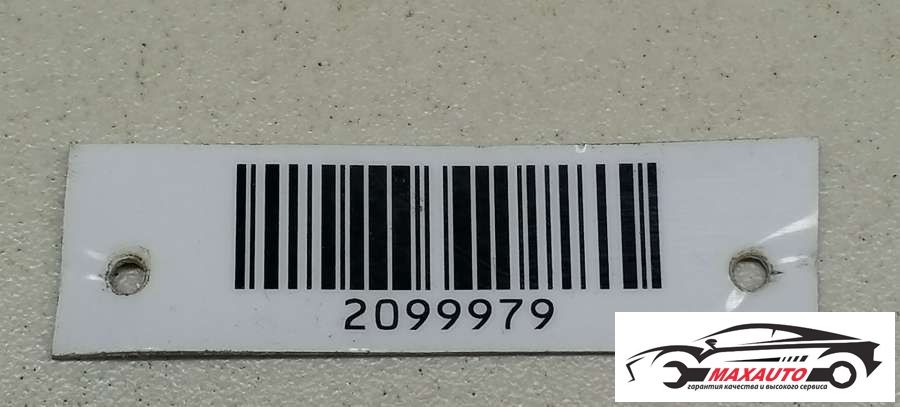 2099979
MAXAUTO
гарантия качества и высокого сервиса